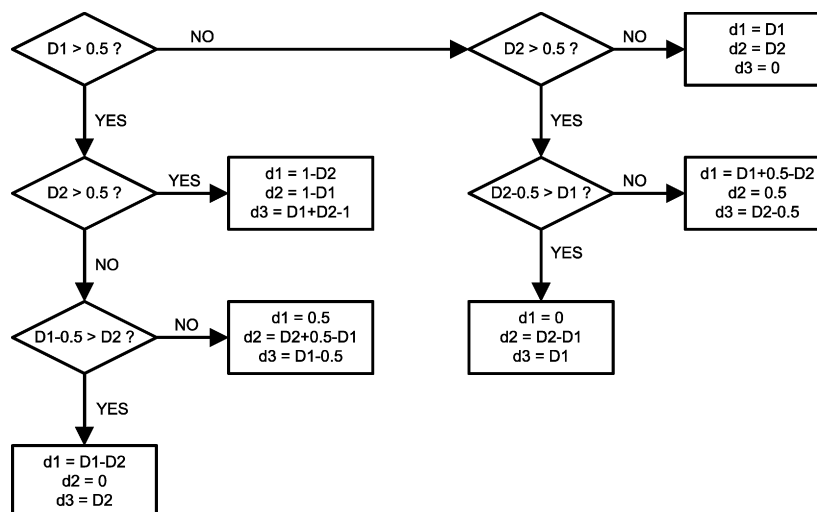 D1 > 0.5 ?
NO
D2 > 0.5 ?
NO
d1 = D1
d2 = D2
d3 = 0
YES
YES
D2 > 0.5 ?
YES
d1 = 1-D2
d2 = 1-D1
d3 = D1+D2-1
D2-0.5 > D1 ?
NO
d1 = D1+0.5-D2
d2 = 0.5
d3 = D2-0.5
NO
YES
D1-0.5 > D2 ?
NO
d1 = 0.5
d2 = D2+0.5-D1
d3 = D1-0.5
d1 = 0
d2 = D2-D1
d3 = D1
YES
d1 = D1-D2
d2 = 0
d3 = D2